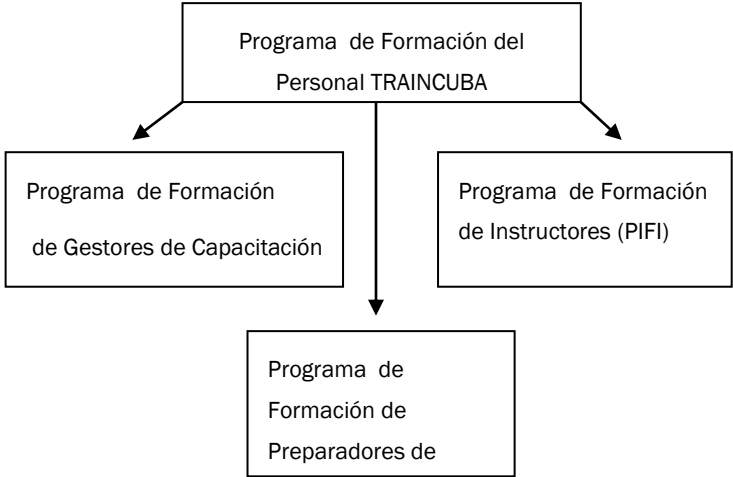 Programa de Formación del
Personal TRAINCUBA
Programa de Formación
de Gestores de Capacitación
Programa de Formación
de Instructores (PIFI)
Programa de
Formación de
Preparadores de